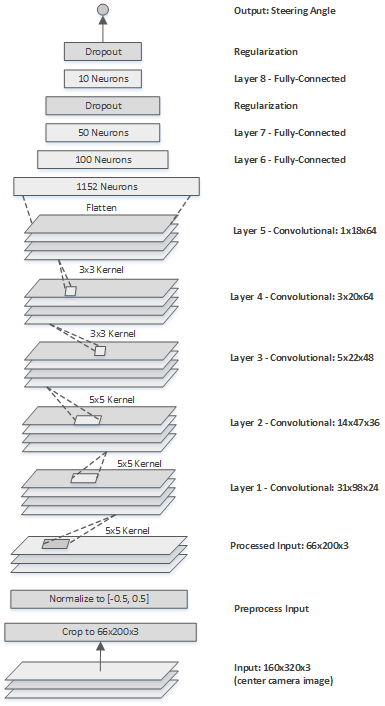 Output: Steering Angle
Dropout
Regularization
10 Neurons
Layer 8 - Fully-Connected
Dropout
Regularization
50 Neurons
Layer 7 - Fully-Connected
100 Neurons
Layer 6 - Fully-Connected
1152 Neurons
Flatten
Layer 5 - Convolutional: 1x18x64
3x3 Kernel
Layer 4 - Convolutional: 3x20x64
3x3 Kernel
Layer 3 - Convolutional: 5x22x48
5x5 Kernel
Layer 2 - Convolutional: 14x47x36
5x5 Kernel
Layer 1 - Convolutional: 31x98x24
5x5 Kernel
Processed Input: 66x200x3
Normalize to [-0.5, 0.5]
Preprocess Input
Crop to 66x200x3
Input: 160x320x3
(center camera image)